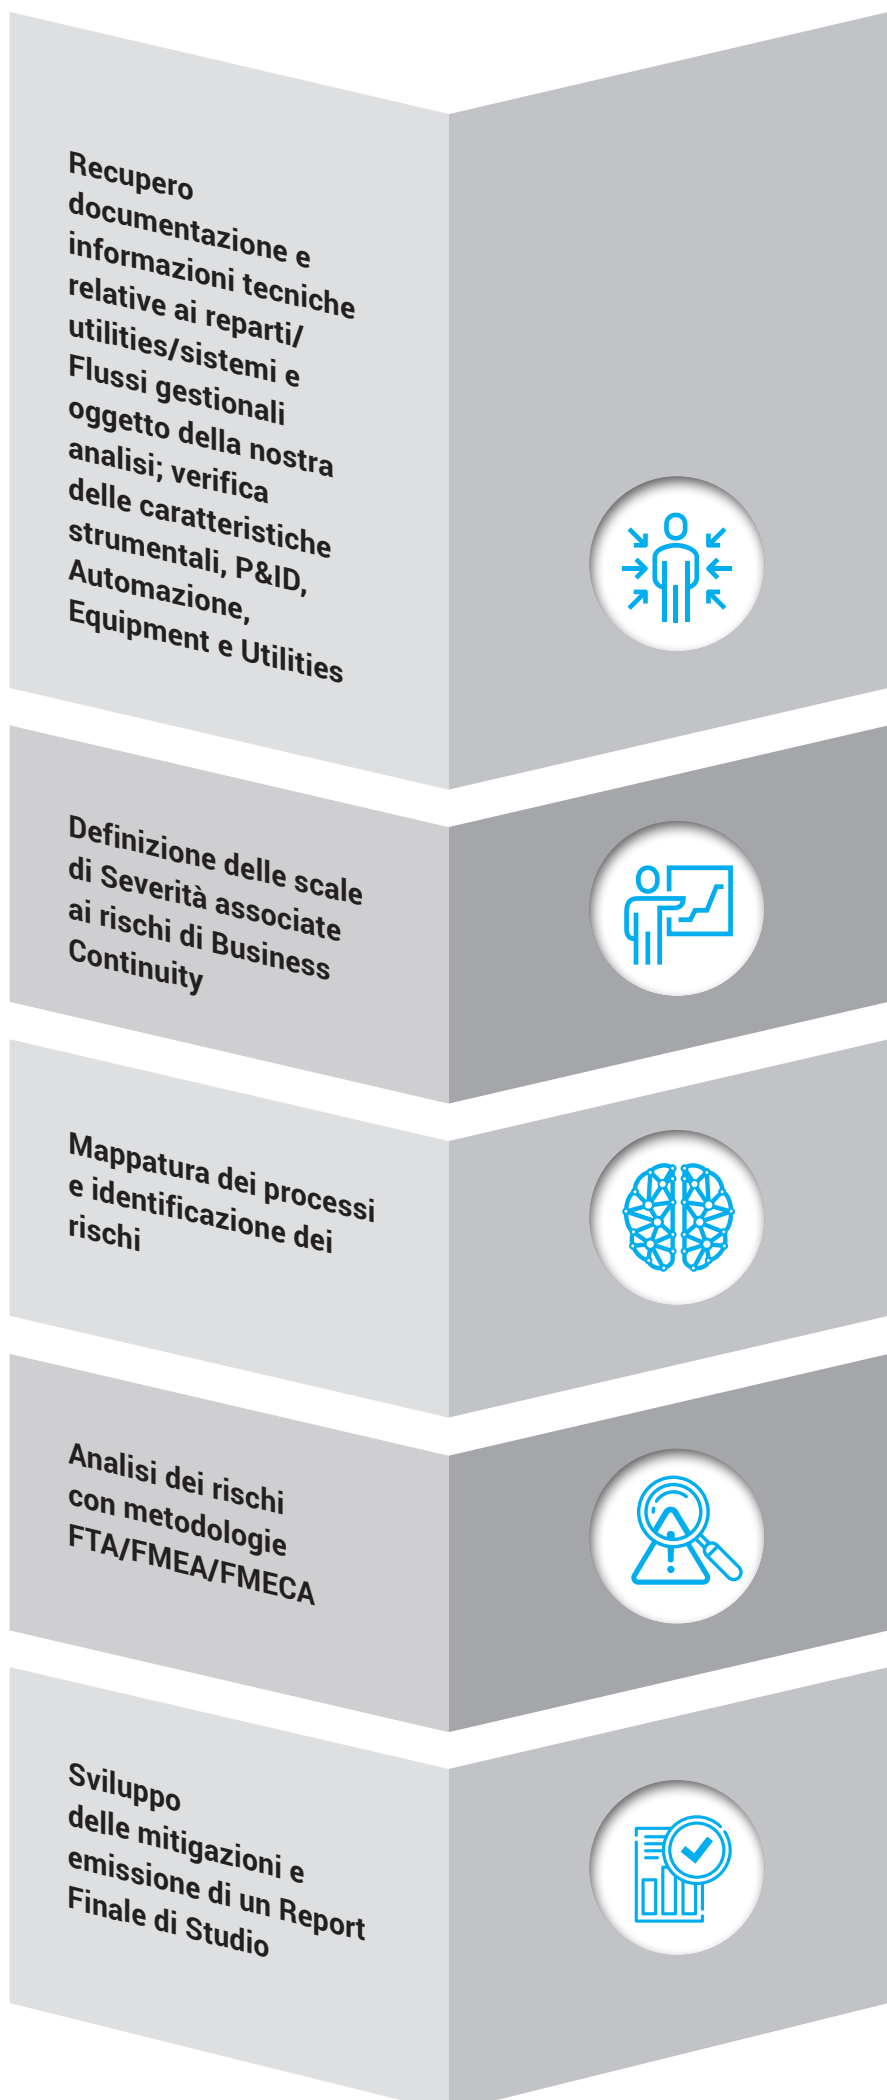 Recupero
documentazione e
informazioni tecniche
relative ai reparti/
utilities/sistemi e
Flussi gestionali
oggetto della nostra
analisi; verifica
delle caratteristiche
strumentali, P&ID,
Automazione,
Equipment e Utilities
Definizione delle scale
di Severità associate
ai rischi di Business
Continuity
Mappatura dei processi
e identificazione dei
rischi
Analisi dei rischi
con metodologie
FTA/FMEA/FMECA
Sviluppo
delle mitigazioni e
emissione di un Report
Finale di Studio